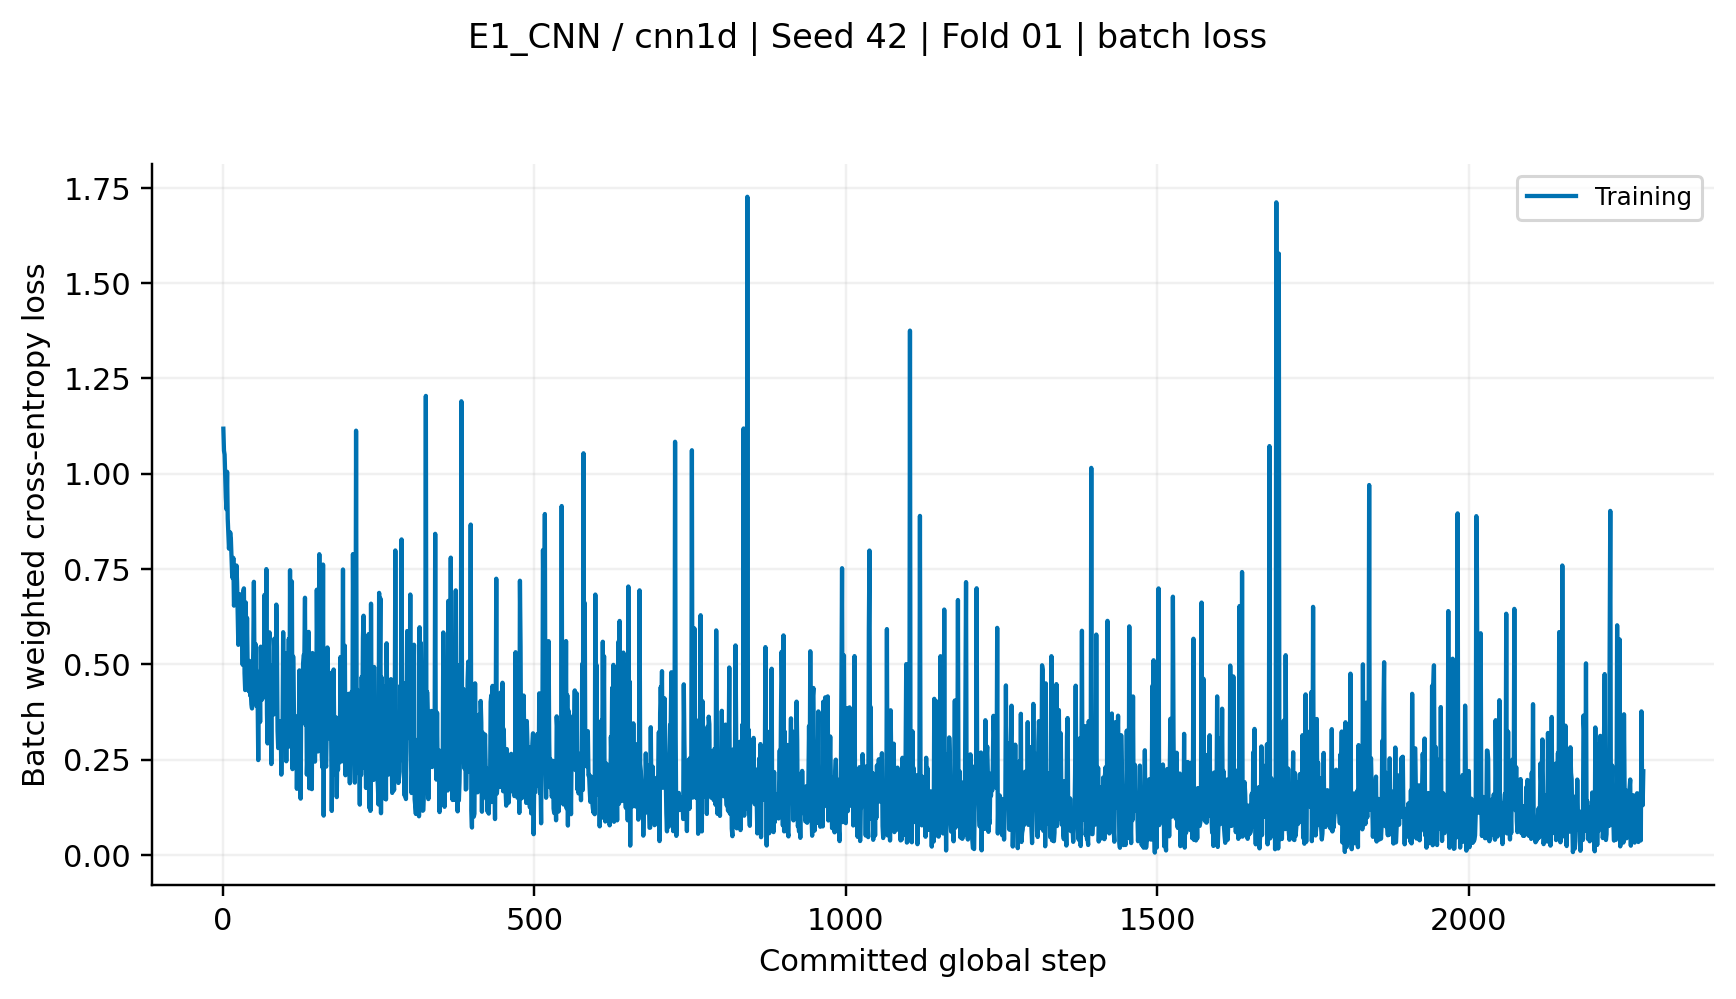 E1_CNN / cnn1d | Seed 42 | Fold 01 | batch loss
Training
Batch weighted cross-entropy loss
1.75
1.50
1.25
1.00
0.75
0.50
0.25
0.00
0 500 1000 1500 2000
Committed global step